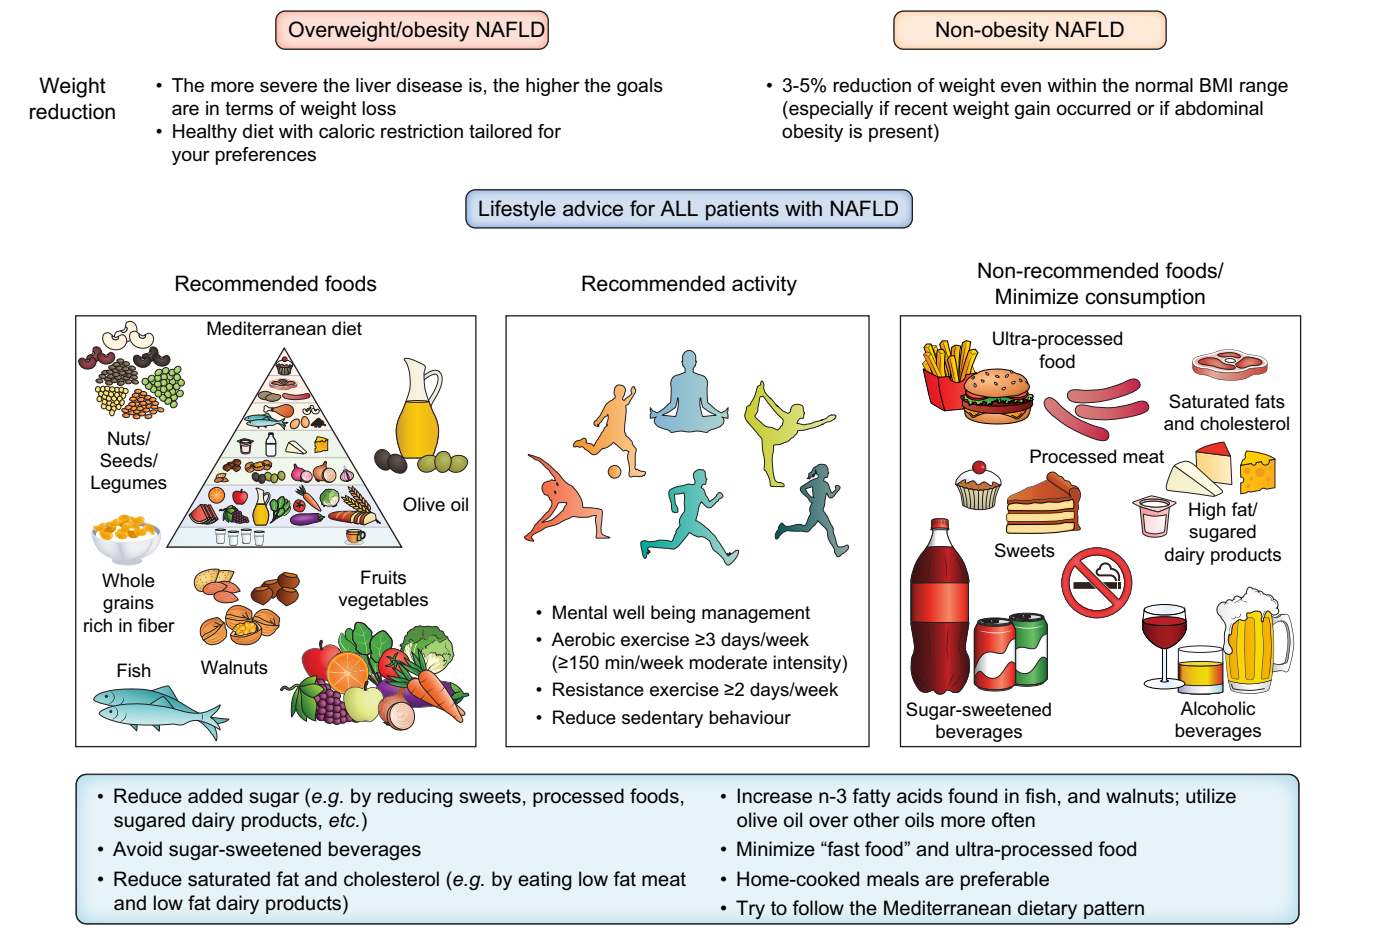 Overweight/obesity NAFLD
Non-obesity NAFLD
Weight
reduction
• The more severe the liver disease is, the higher the goals
are in terms of weight loss
• Healthy diet with caloric restriction tailored for
your preferences
• 3-5% reduction of weight even within the normal BMI range
(especially if recent weight gain occurred or if abdominal
obesity is present)
Lifestyle advice for ALL patients with NAFLD
Recommended foods
Mediterranean diet
Nuts/
Seeds/
Legumes
Olive oil
Whole
grains
rich in fiber
Fruits
vegetables
Walnuts
Fish
Recommended activity
• Mental well being management
• Aerobic exercise ≥3 days/week
(≥150 min/week moderate intensity)
• Resistance exercise ≥2 days/week
• Reduce sedentary behaviour
Non-recommended foods/
Minimize consumption
Ultra-processed
food
Saturated fats
and cholesterol
Processed meat
High fat/
sugared
dairy products
Sweets
Sugar-sweetened
beverages
Alcoholic
beverages
• Reduce added sugar (e.g. by reducing sweets, processed foods,
sugared dairy products, etc.)
• Avoid sugar-sweetened beverages
• Reduce saturated fat and cholesterol (e.g. by eating low fat meat
and low fat dairy products)
• Increase n-3 fatty acids found in fish, and walnuts; utilize
olive oil over other oils more often
• Minimize “fast food” and ultra-processed food
• Home-cooked meals are preferable
• Try to follow the Mediterranean dietary pattern